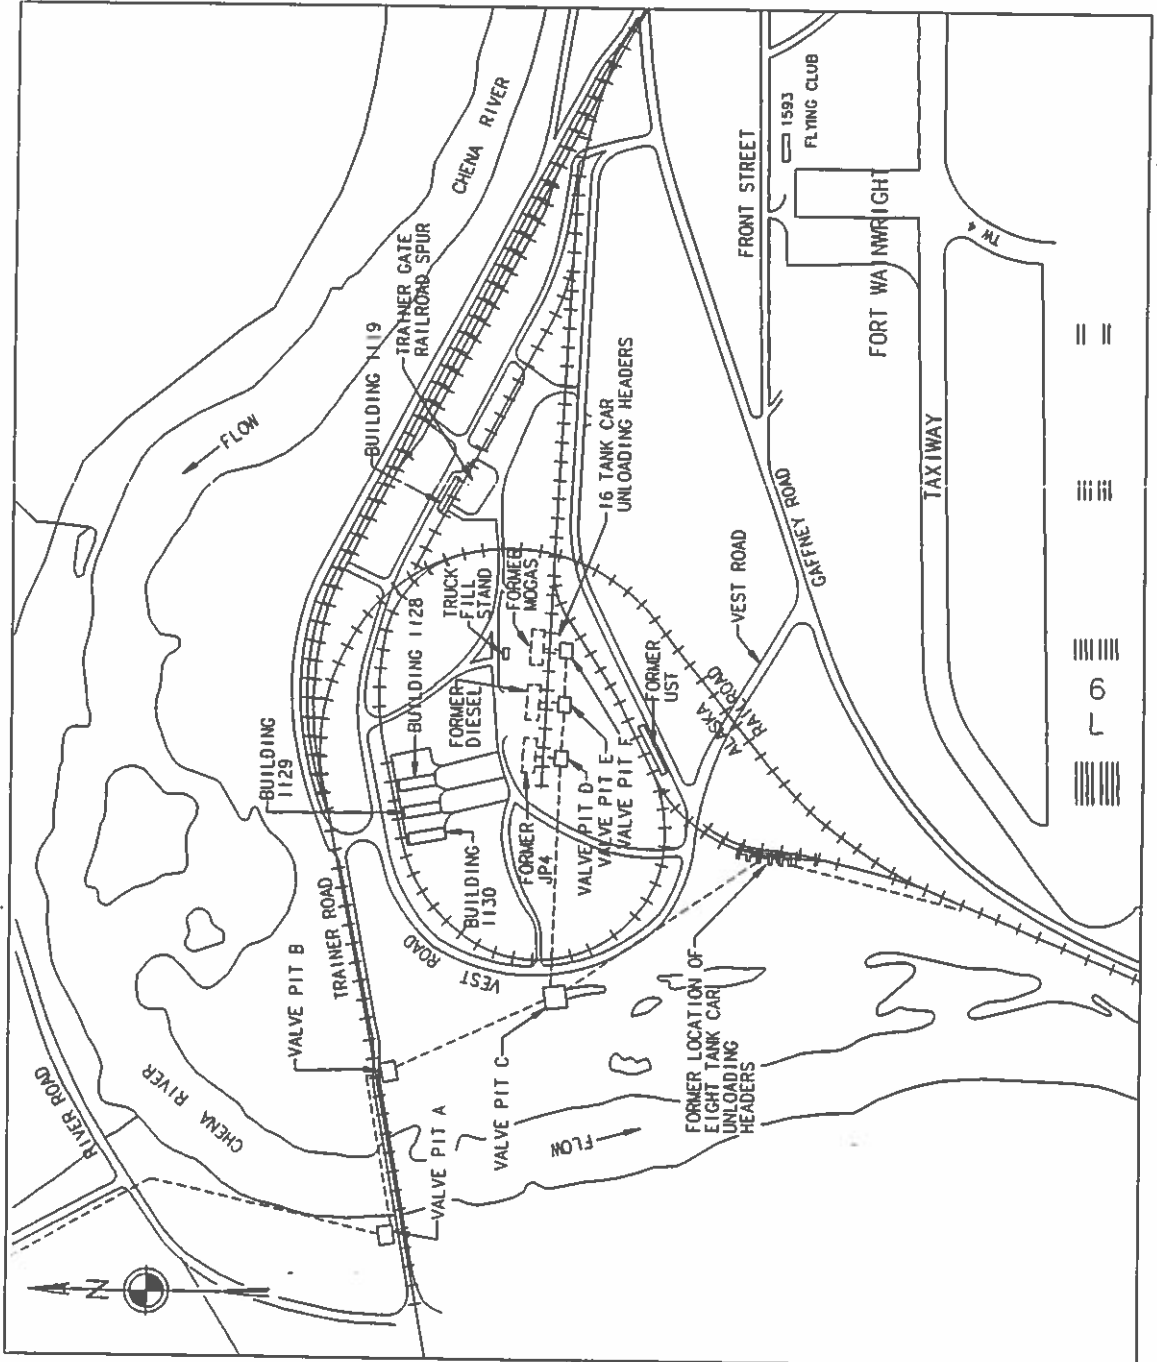 CHENA RIVER
FLOW
TRAINER GATE
RAILROAD SPUR
BUILDING 1119
16 TANK CAR
UNLOADING HEADERS
FRONT STREET
1593
FLYING CLUB
FORT WAINWRIGHT
TW 4
TAXIWAY
GAFFNEY ROAD
VEST ROAD
ALASKA
RAILROAD
TRUCK
FILL
STAND
FORMER
MOGAS
BUILDING 1128
FORMER
DIESEL
FORMER
UST
BUILDING
1129
FORMER
JP4
VALVE PIT D
VALVE PIT E
VALVE PIT F
BUILDING
1130
VEST ROAD
TRAINER ROAD
VALVE PIT B
VALVE PIT C
VALVE PIT A
FORMER LOCATION OF
EIGHT TANK CAR
UNLOADING
HEADERS
FLOW
CHENA RIVER
RIVER ROAD
N